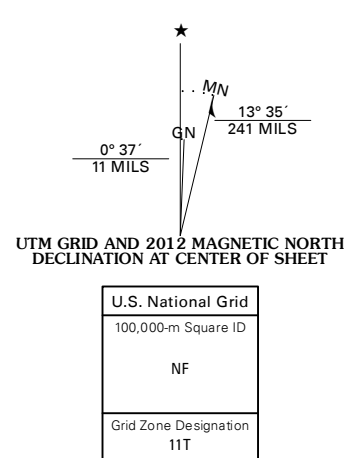 ★
MN
GN
13° 35´
241 MILS
0° 37´
11 MILS
UTM GRID AND 2012 MAGNETIC NORTH
DECLINATION AT CENTER OF SHEET
U.S. National Grid
100,000-m Square ID
NF
Grid Zone Designation
11T